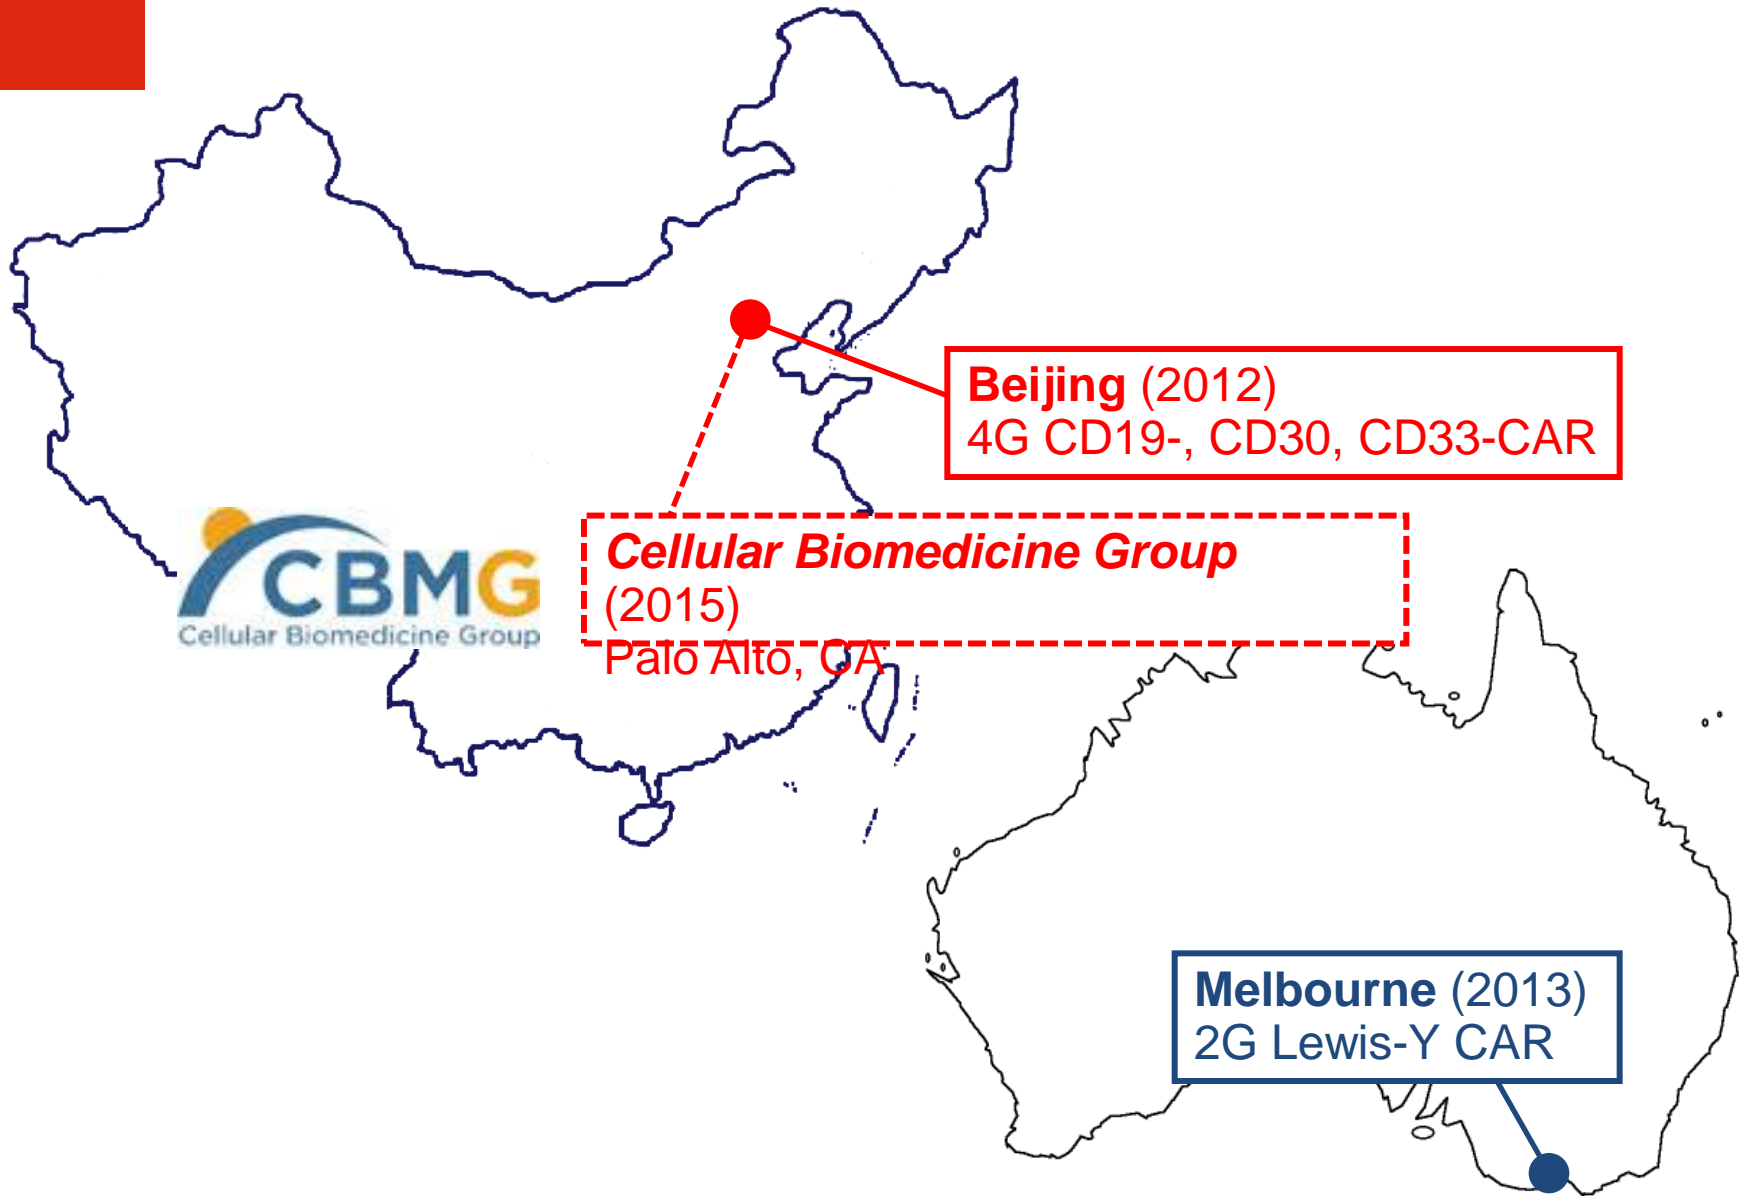 Beijing (2012)
4G CD19-, CD30, CD33-CAR
CBMG
Cellular Biomedicine Group
Cellular Biomedicine Group
(2015)
Palo Alto, CA
Melbourne (2013)
2G Lewis-Y CAR